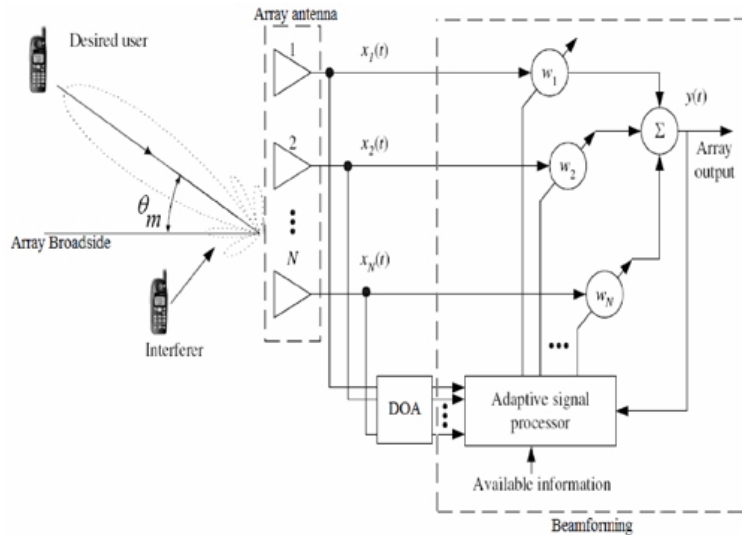 Array antenna
Desired user
1
x1(t)
w1
y(t)
Σ
Array
output
2
x2(t)
w2
θm
Array Broadside
N
xN(t)
wN
Interferer
DOA
Adaptive signal
processor
Available information
Beamforming